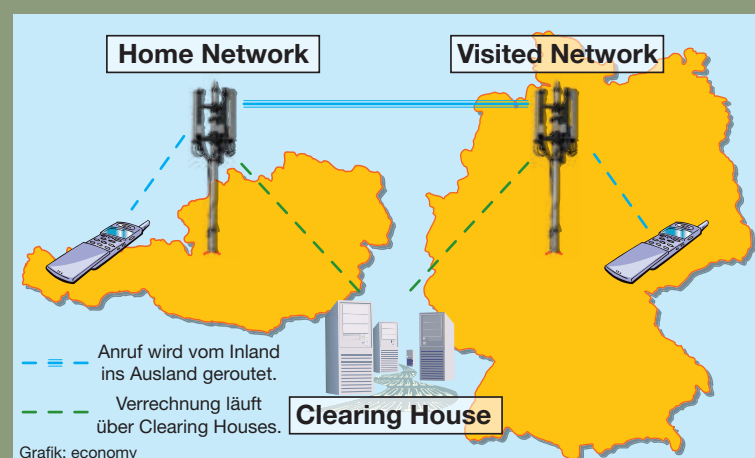 Home Network
Visited Network
Anruf wird vom Inland
ins Ausland geroutet.
Verrechnung läuft
über Clearing Houses.
Clearing House
Grafik: economy